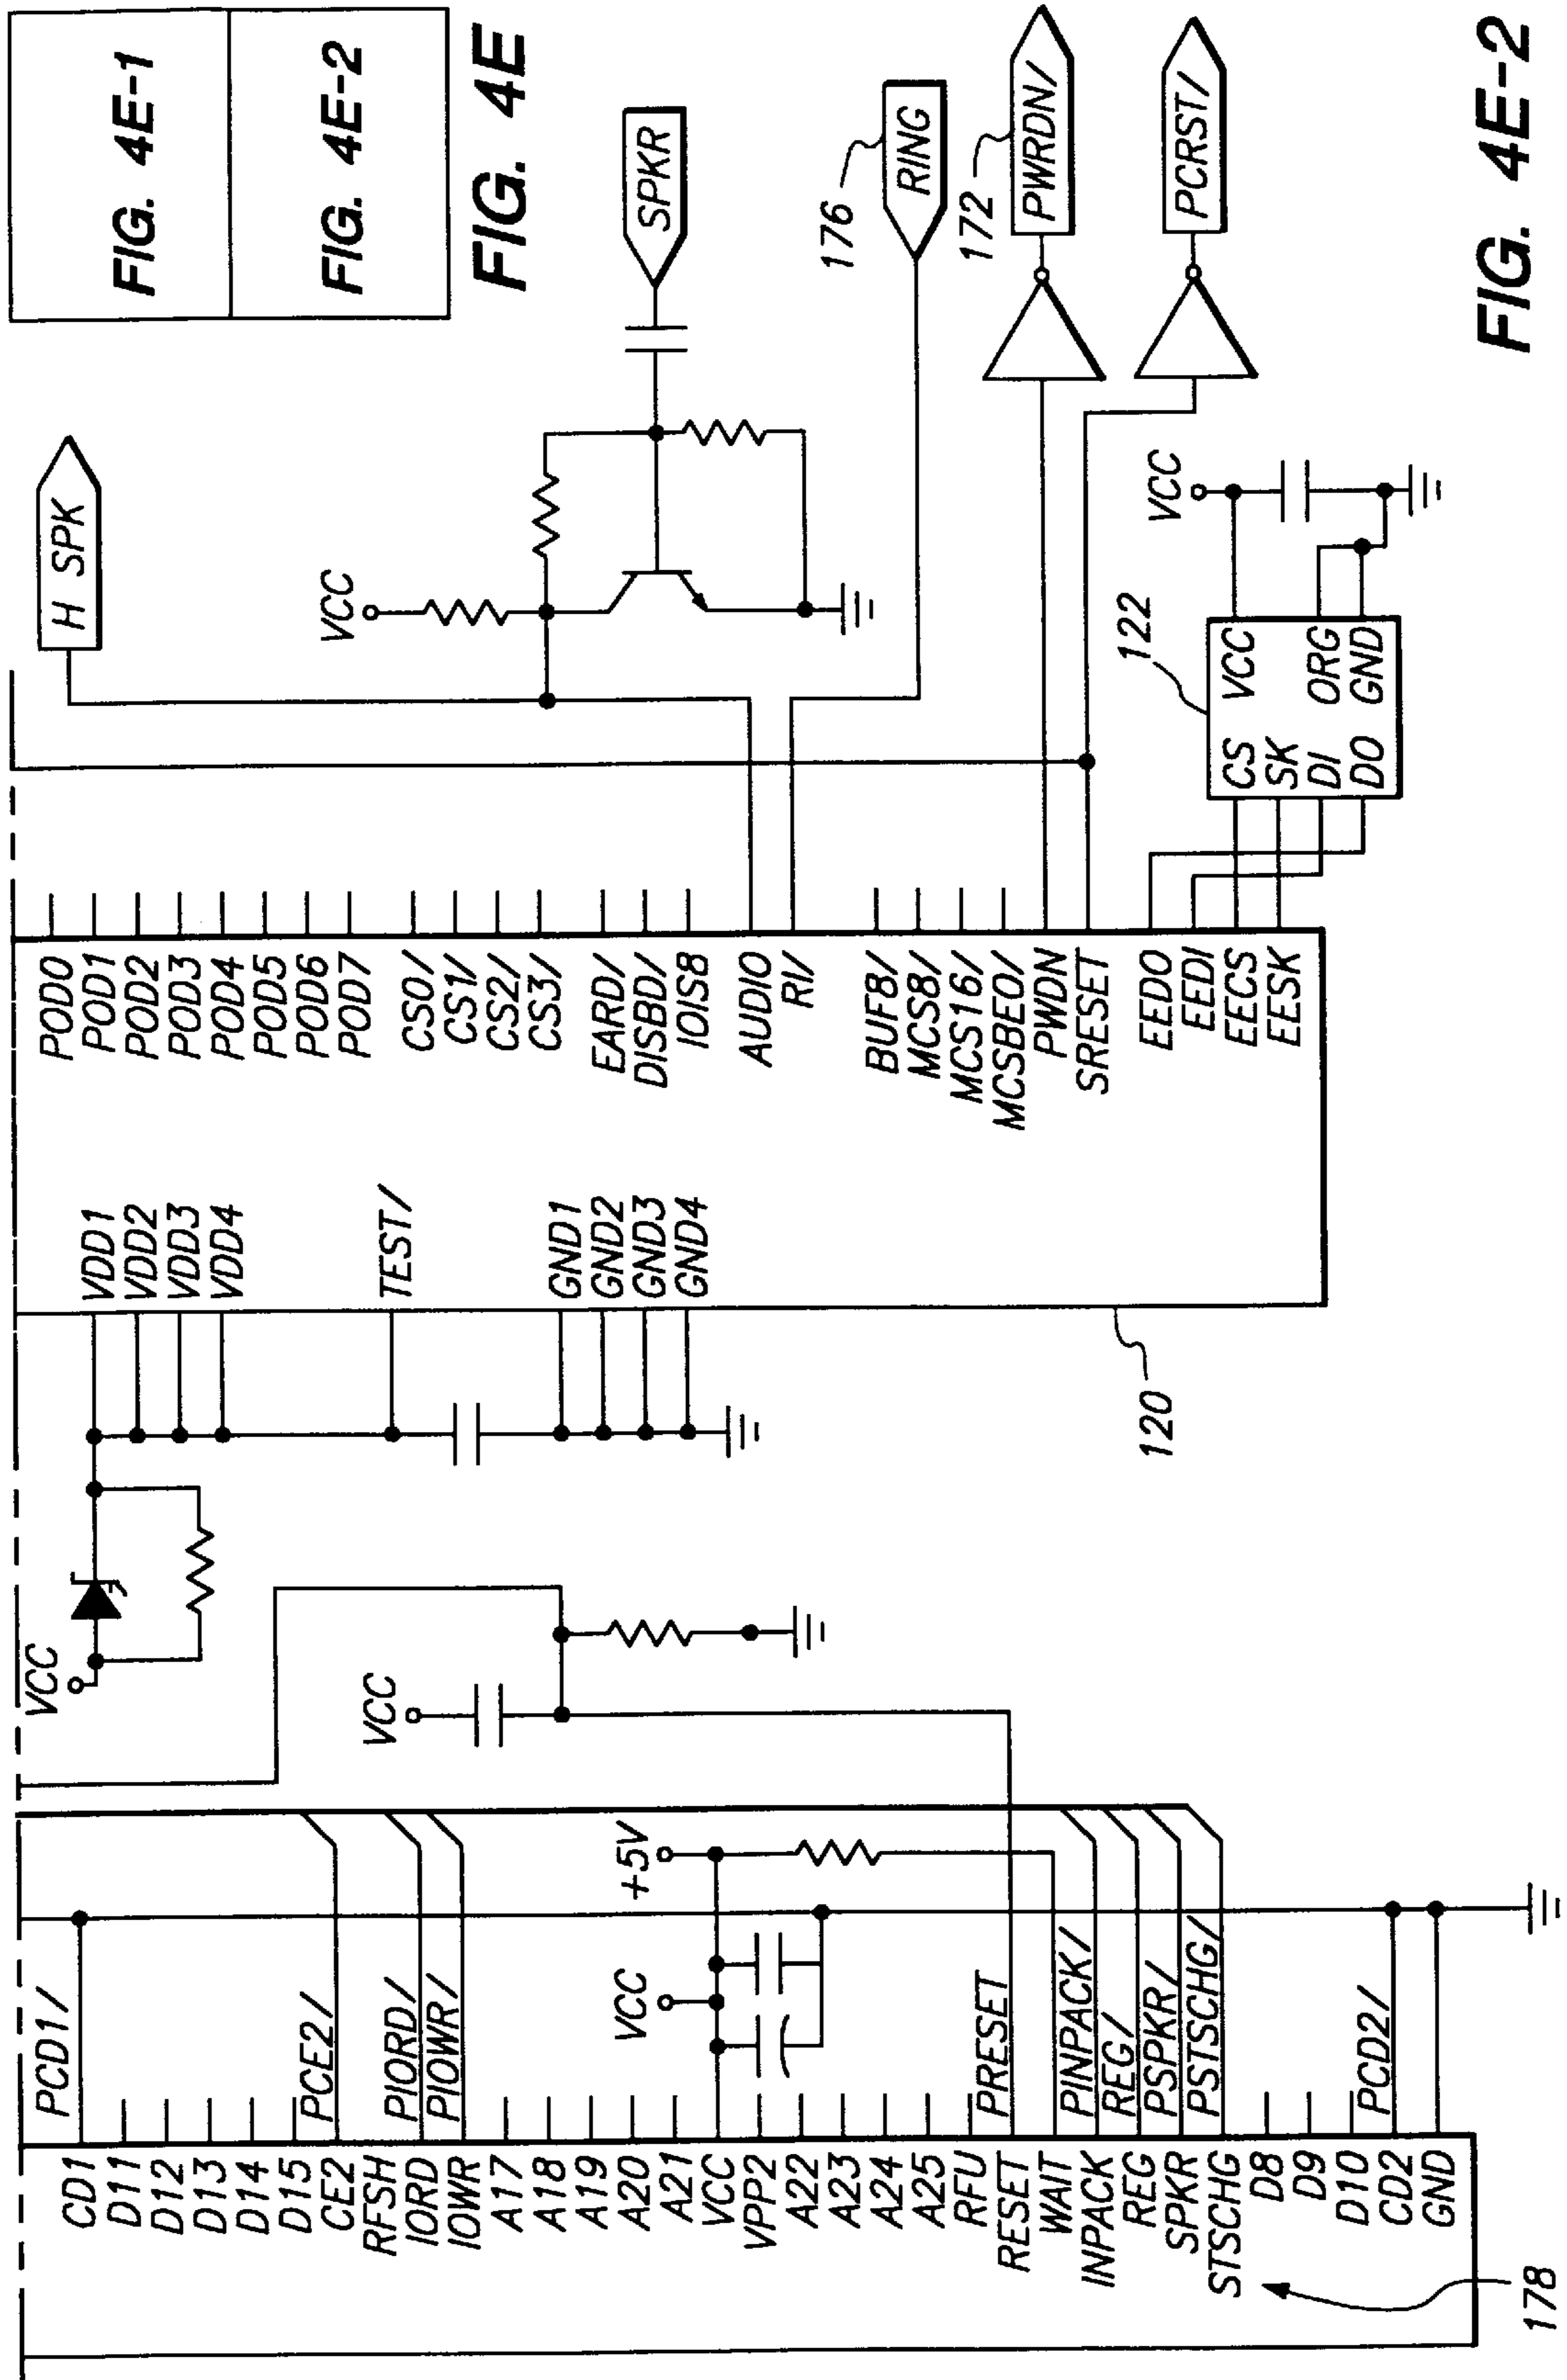 FIG. 4E-1
FIG. 4E-2
FIG. 4E
PCD1/
CD1
D11
D12
D13
D14
D15
PCE2/
CE2
RFSH
PIORD/
IORD
PIOWR/
IOWR
A17
A18
A19
A20
A21
VCC
VPP2
A22
A23
A24
A25
RFU
PRESET
RESET
WAIT
PINPACK/
INPACK
REG/
REG
PSPKR/
SPKR
PSTSCHG/
STSCHG
D8
D9
D10
PCD2/
CD2
GND
178
VCC
+5V
VCC
VCC
VDD1
VDD2
VDD3
VDD4
TEST/
GND1
GND2
GND3
GND4
120
POD0
POD1
POD2
POD3
POD4
POD5
POD6
POD7
CS0/
CS1/
CS2/
CS3/
EARD/
DISBD/
IOIS8
AUDIO
RI/
BUF8/
MCS8/
MCS16/
MCSBEO/
PWDN
SRESET
EEDO
EEDI
EECS
EESK
H SPK
VCC
SPKR
176
RING
172
PWRDN/
PCRST/
122
CS VCC
SK
DI ORG
DO GND
VCC
FIG. 4E-2